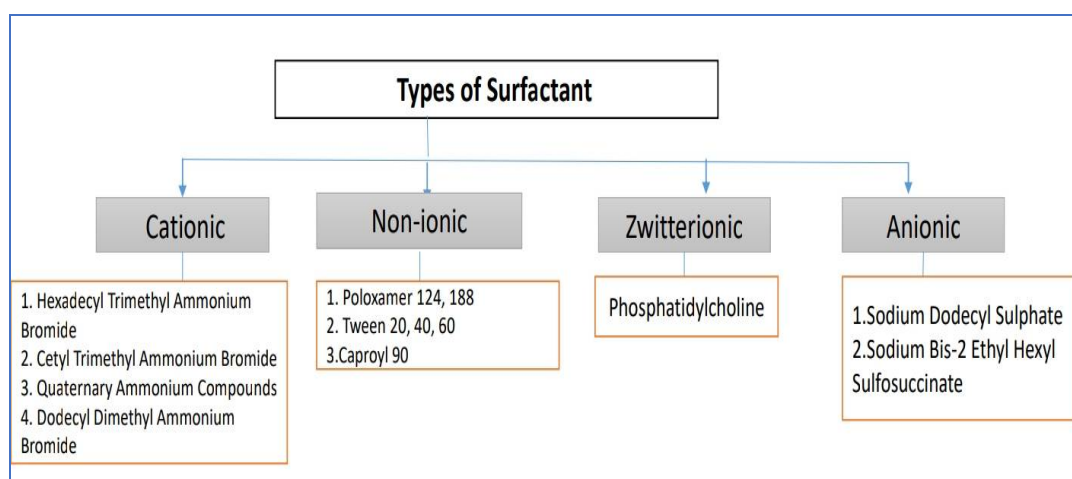 Types of Surfactant
Cationic
Non-ionic
Zwitterionic
Anionic
1. Hexadecyl Trimethyl Ammonium
Bromide
2. Cetyl Trimethyl Ammonium Bromide
3. Quaternary Ammonium Compounds
4. Dodecyl Dimethyl Ammonium
Bromide
1. Poloxamer 124, 188
2. Tween 20, 40, 60
3.Caproyl 90
Phosphatidylcholine
1.Sodium Dodecyl Sulphate
2.Sodium Bis-2 Ethyl Hexyl
Sulfosuccinate